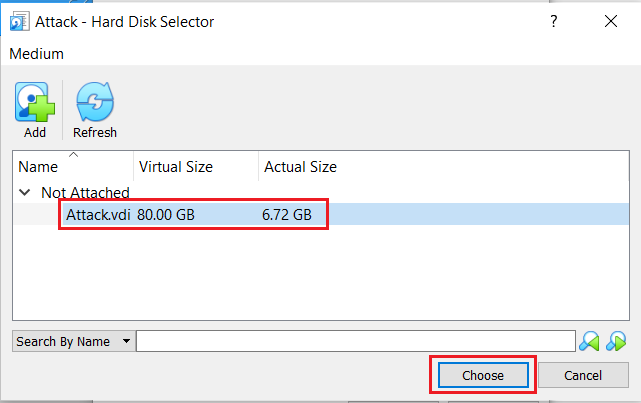 Attack - Hard Disk Selector ?
Medium
Add Refresh
Name Virtual Size Actual Size
Not Attached
Attack.vdi 80.00 GB 6.72 GB
Search By Name
Choose Cancel